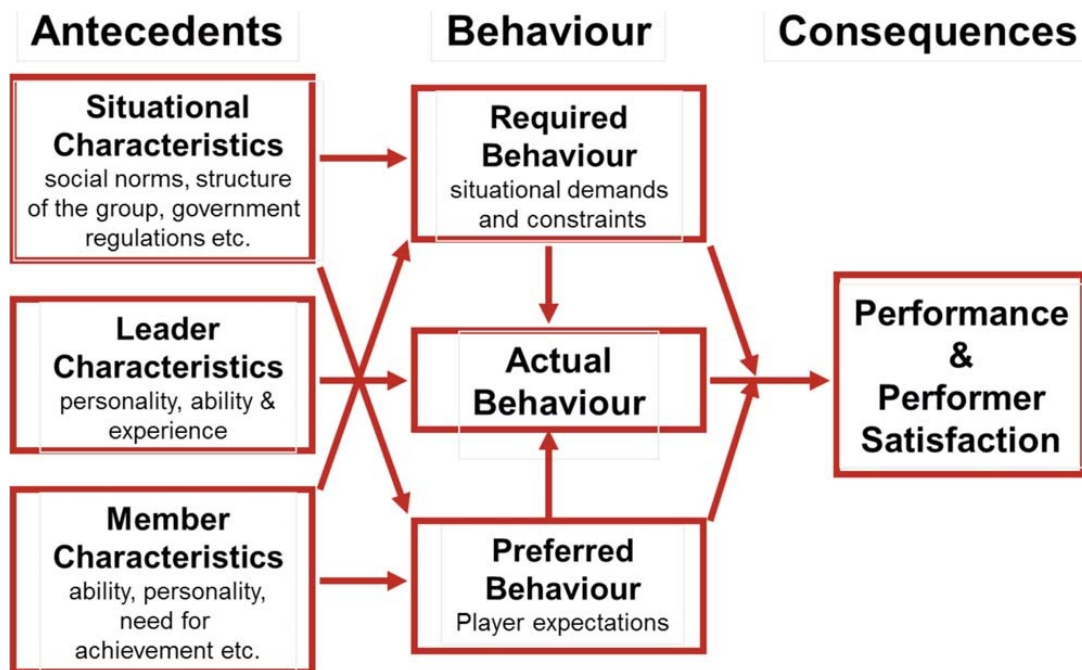 Antecedents
Behaviour
Consequences
Situational
Characteristics
social norms, structure
of the group, government
regulations etc.
Required
Behaviour
situational demands
and constraints
Leader
Characteristics
personality, ability &
experience
Actual
Behaviour
Performance
&
Performer
Satisfaction
Member
Characteristics
ability, personality,
need for
achievement etc.
Preferred
Behaviour
Player expectations